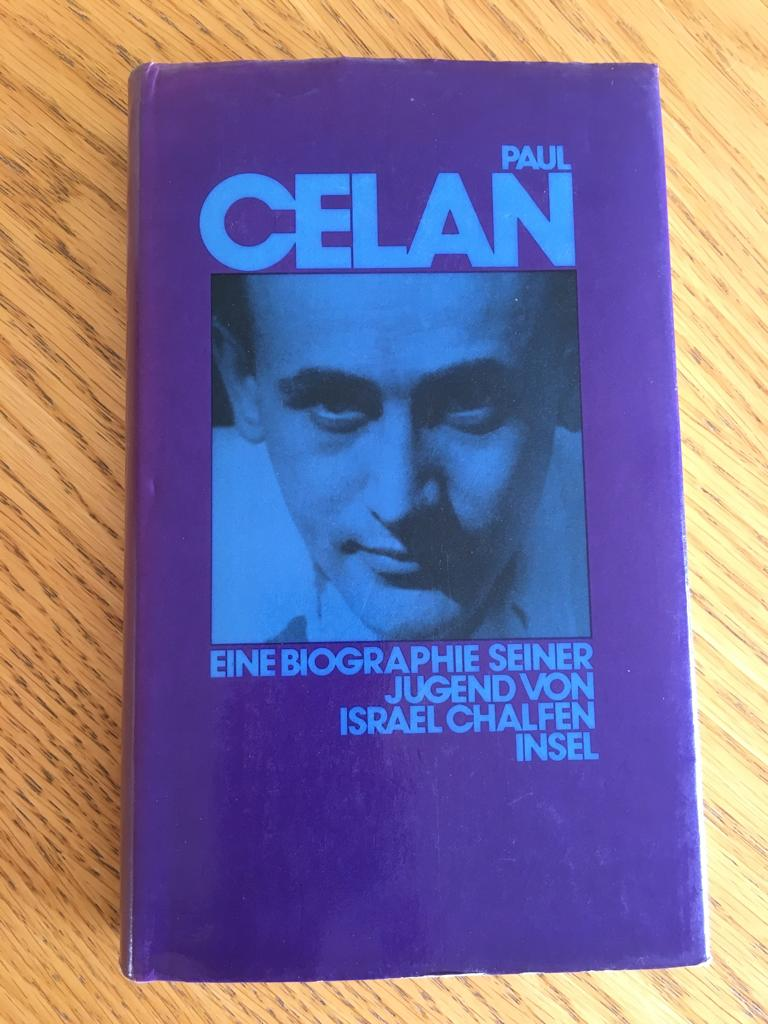 PAUL
CELAN
EINE BIOGRAPHIE SEINER
JUGEND VON
ISRAEL CHALFEN
INSEL